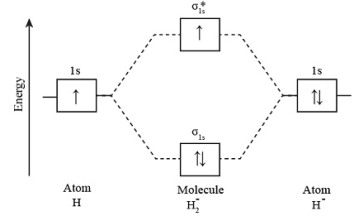 σ1s*
1s
1s
↑
↑
↑↓
Energy
σ1s
↑↓
Atom
H
Molecule
H2⁻
Atom
H⁻